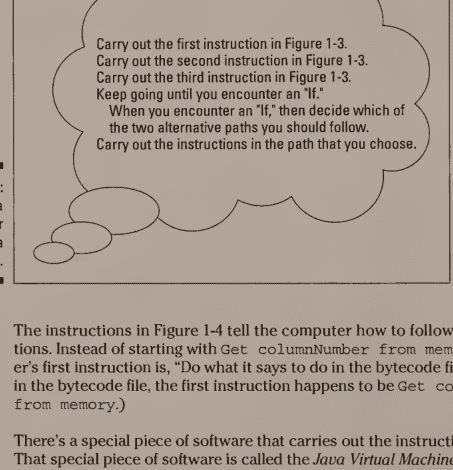 Carry out the first instruction in Figure 1-3.
Carry out the second instruction in Figure 1-3.
Carry out the third instruction in Figure 1-3.
Keep going until you encounter an "If."
When you encounter an "If," then decide which of
the two alternative paths you should follow.
Carry out the instructions in the path that you choose.
:
a
r
a
.
The instructions in Figure 1-4 tell the computer how to follow
tions. Instead of starting with Get columnNumber from mem
er's first instruction is, “Do what it says to do in the bytecode fi
in the bytecode file, the first instruction happens to be Get co
from memory.)
There's a special piece of software that carries out the instructi
That special piece of software is called the Java Virtual Machine